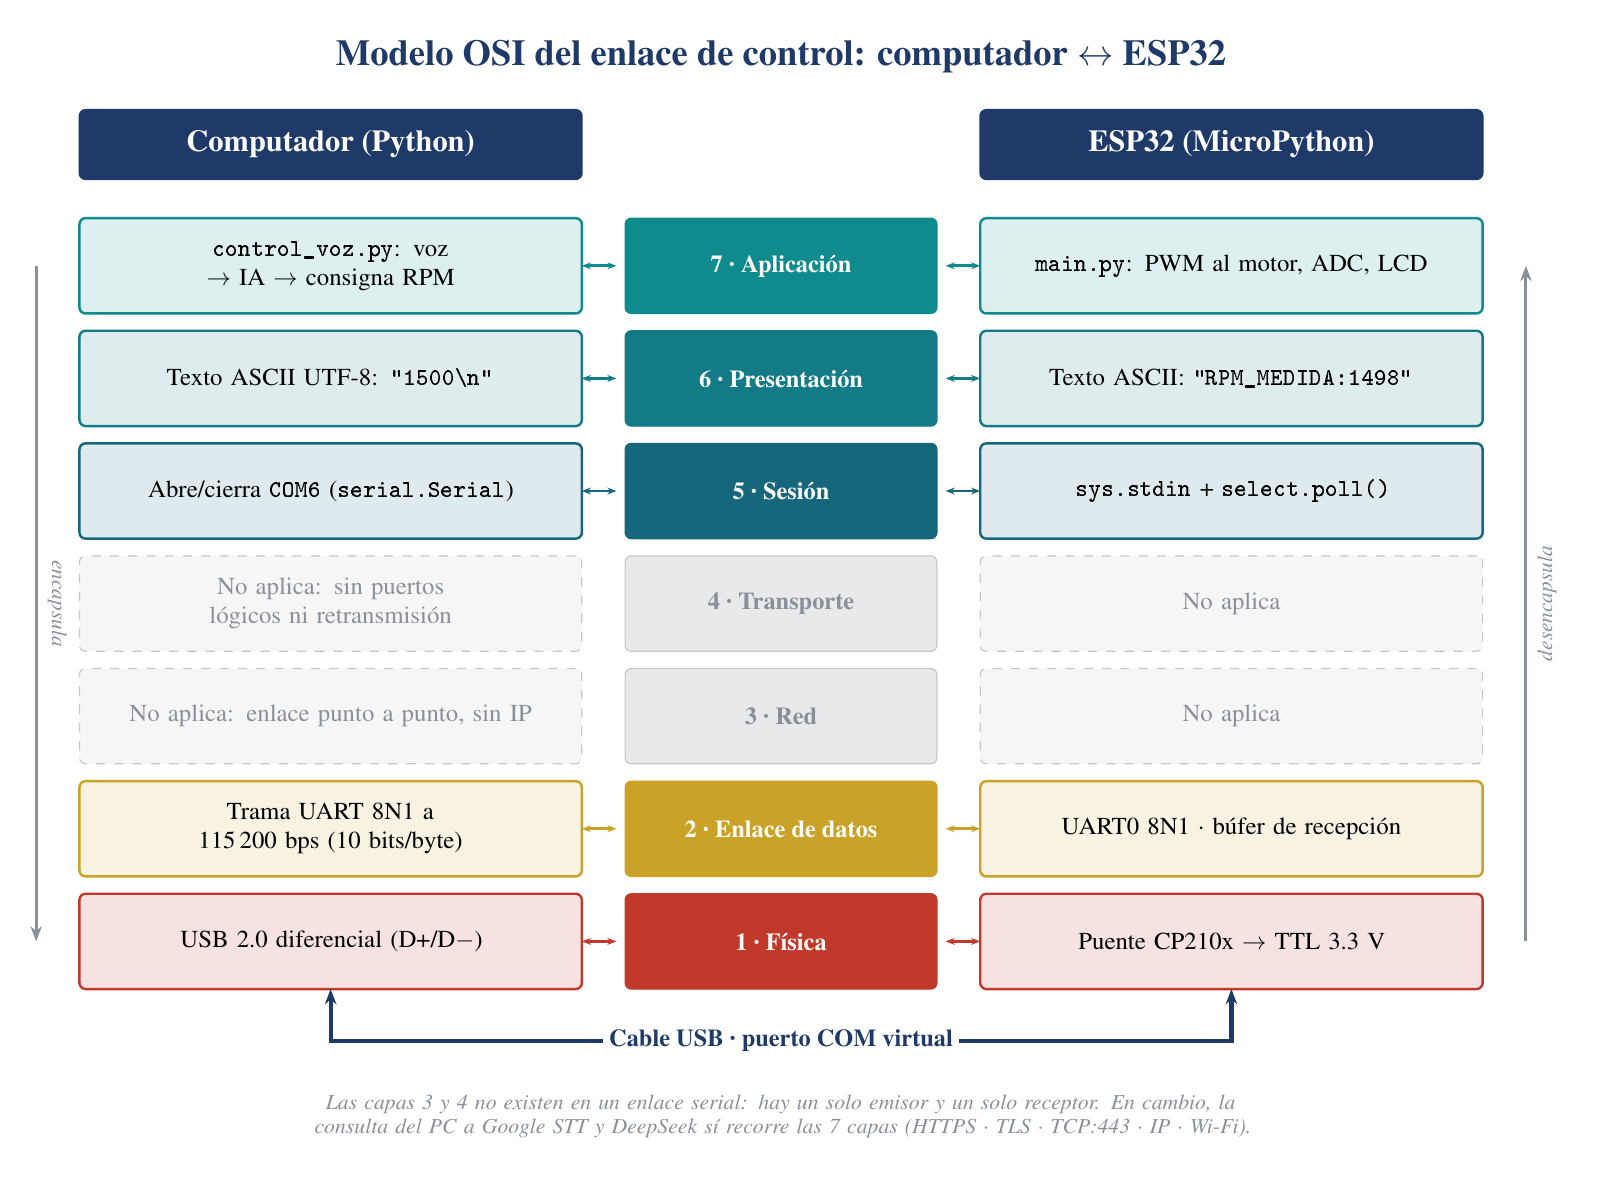 Modelo OSI del enlace de control: computador ↔ ESP32
Computador (Python)
ESP32 (MicroPython)
control_voz.py: voz
→ IA → consigna RPM
7 · Aplicación
main.py: PWM al motor, ADC, LCD
Texto ASCII UTF-8: "1500\n"
6 · Presentación
Texto ASCII: "RPM_MEDIDA:1498"
Abre/cierra COM6 (serial.Serial)
5 · Sesión
sys.stdin + select.poll()
encapsula
No aplica: sin puertos
lógicos ni retransmisión
4 · Transporte
No aplica
desencapsula
No aplica: enlace punto a punto, sin IP
3 · Red
No aplica
Trama UART 8N1 a
115 200 bps (10 bits/byte)
2 · Enlace de datos
UART0 8N1 · búfer de recepción
USB 2.0 diferencial (D+/D−)
1 · Física
Puente CP210x → TTL 3.3 V
Cable USB · puerto COM virtual
Las capas 3 y 4 no existen en un enlace serial: hay un solo emisor y un solo receptor. En cambio, la
consulta del PC a Google STT y DeepSeek sí recorre las 7 capas (HTTPS · TLS · TCP:443 · IP · Wi-Fi).